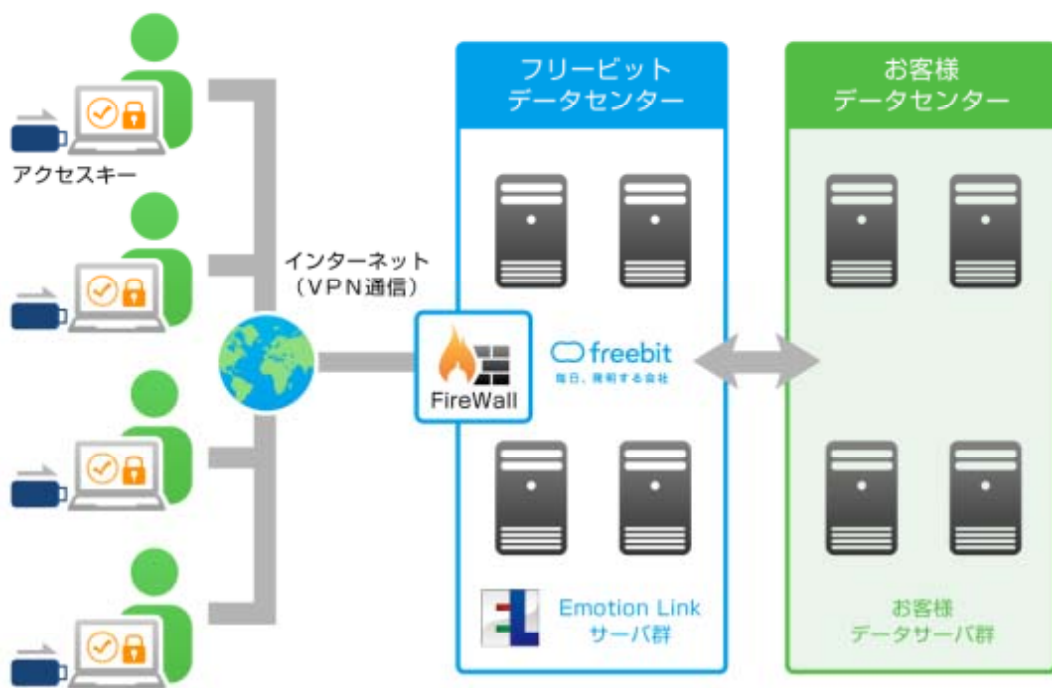 フリービット
データセンター
お客様
データセンター
アクセスキー
インターネット
（VPN通信）
FireWall
freebit
毎日、発明する会社
EL
Emotion Link
サーバ群
お客様
データサーバ群